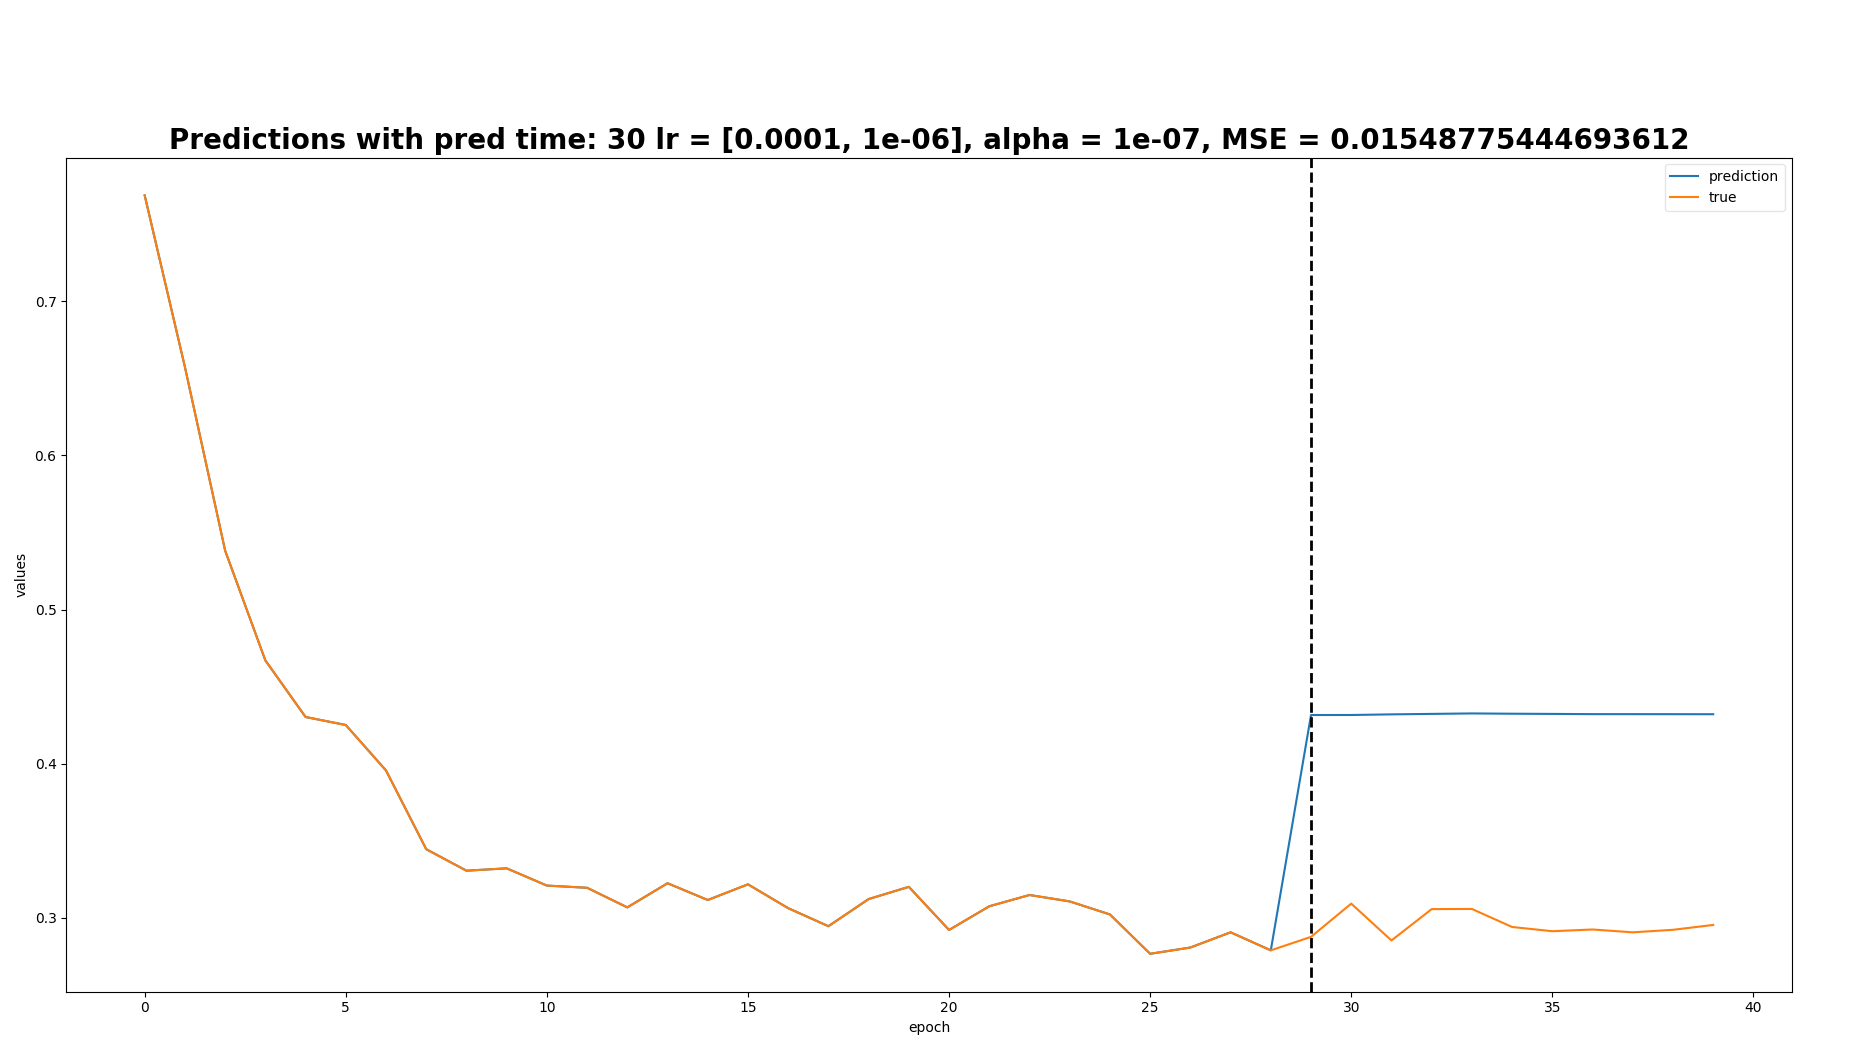 Predictions with pred time: 30 lr = [0.0001, 1e-06], alpha = 1e-07, MSE = 0.01548775444693612
prediction
true
0.7
0.6
0.5
0.4
0.3
values
0 5 10 15 20 25 30 35 40
epoch